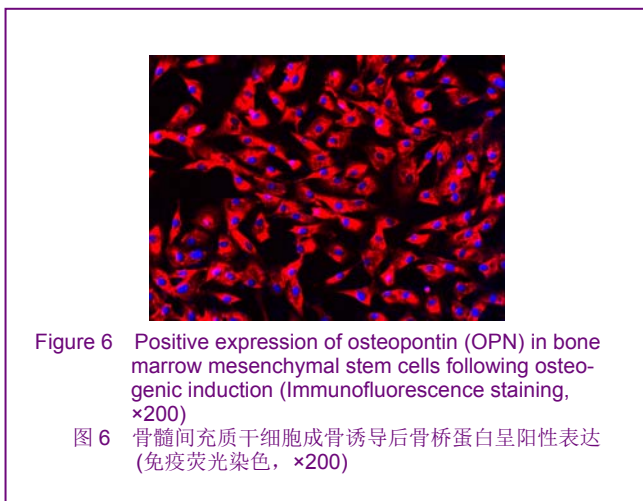 Figure 6 Positive expression of osteopontin (OPN) in bone
marrow mesenchymal stem cells following osteo-
genic induction (Immunofluorescence staining,
×200)
图 6 骨髓间充质干细胞成骨诱导后骨桥蛋白呈阳性表达
(免疫荧光染色，×200)